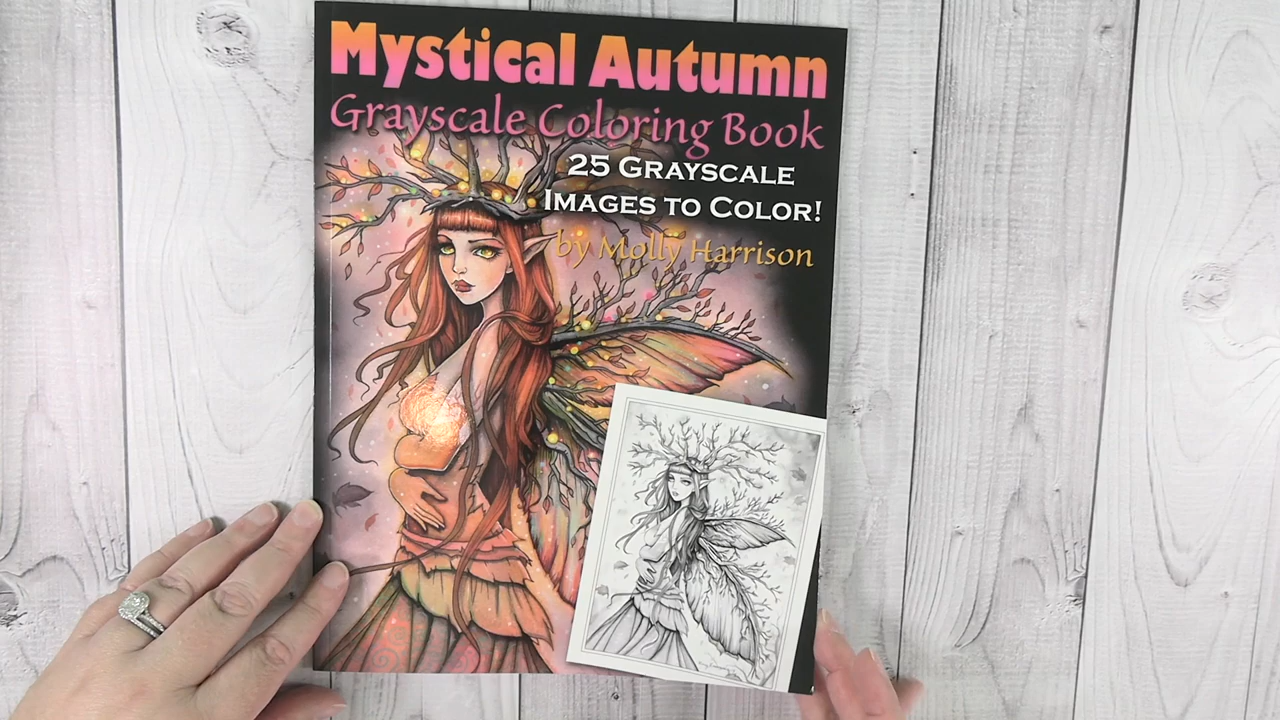 Mystical Autumn
Grayscale Coloring Book
25 Grayscale
Images to Color!
by Molly Harrison